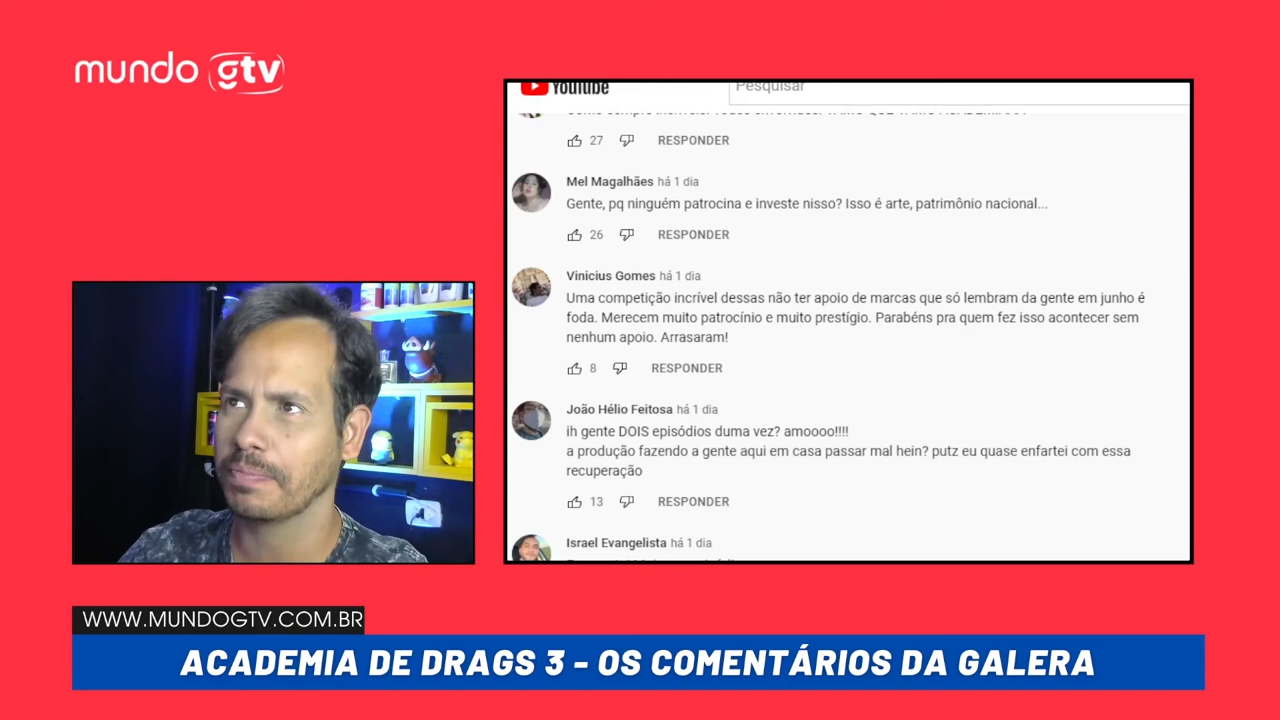 mundo gtv
YouTube
Pesquisar
27 RESPONDER
Mel Magalhães há 1 dia
Gente, pq ninguém patrocina e investe nisso? Isso é arte, patrimônio nacional...
26 RESPONDER
Vinicius Gomes há 1 dia
Uma competição incrível dessas não ter apoio de marcas que só lembram da gente em junho é
foda. Merecem muito patrocínio e muito prestígio. Parabéns pra quem fez isso acontecer sem
nenhum apoio. Arrasaram!
8 RESPONDER
João Hélio Feitosa há 1 dia
ih gente DOIS episódios duma vez? amoooo!!!!
a produção fazendo a gente aqui em casa passar mal hein? putz eu quase enfartei com essa
recuperação
13 RESPONDER
Israel Evangelista há 1 dia
WWW.MUNDOGTV.COM.BR
ACADEMIA DE DRAGS 3 - OS COMENTÁRIOS DA GALERA